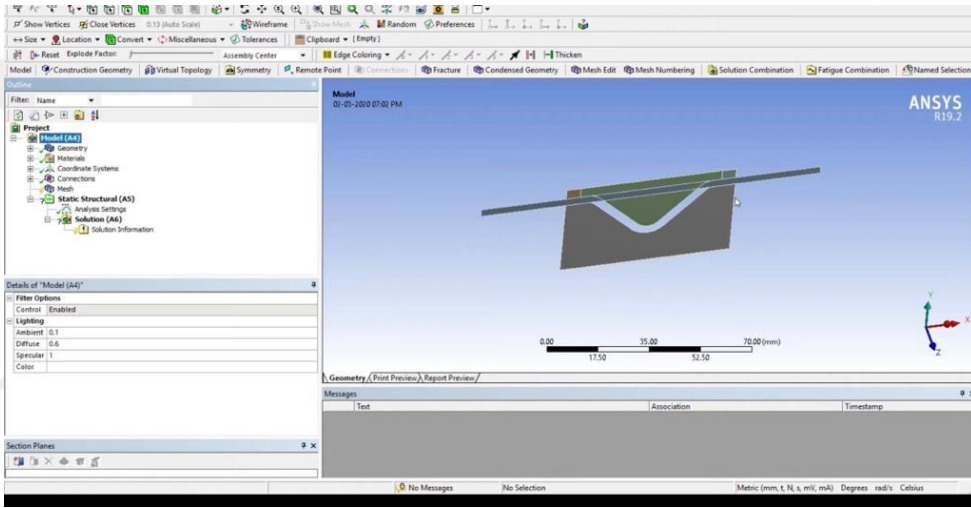 Show Vertices Close Vertices 0.13 (Auto Scale) Wireframe Show Mesh Random Preferences
Size Location Convert Miscellaneous Tolerances Clipboard [Empty]
Reset Explode Factor: Assembly Center Edge Coloring Thicken
Model Construction Geometry Virtual Topology Symmetry Remote Point Connections Fracture Condensed Geometry Mesh Edit Mesh Numbering Solution Combination Fatigue Combination Named Selection
Outline
Filter: Name
Project
Model (A4)
Geometry
Materials
Coordinate Systems
Connections
Mesh
Static Structural (A5)
Analysis Settings
Solution (A6)
Solution Information
Details of "Model (A4)"
Filter Options
Control Enabled
Lighting
Ambient 0.1
Diffuse 0.6
Specular 1
Color
Section Planes
Model
02-03-2020 07:02 PM
ANSYS
R19.2
Y
X
Z
0.00 35.00 70.00 (mm)
17.50 52.50
Geometry Print Preview Report Preview
Messages
Text Association Timestamp
No Messages No Selection Metric (mm, t, N, s, mV, mA) Degrees rad/s Celsius